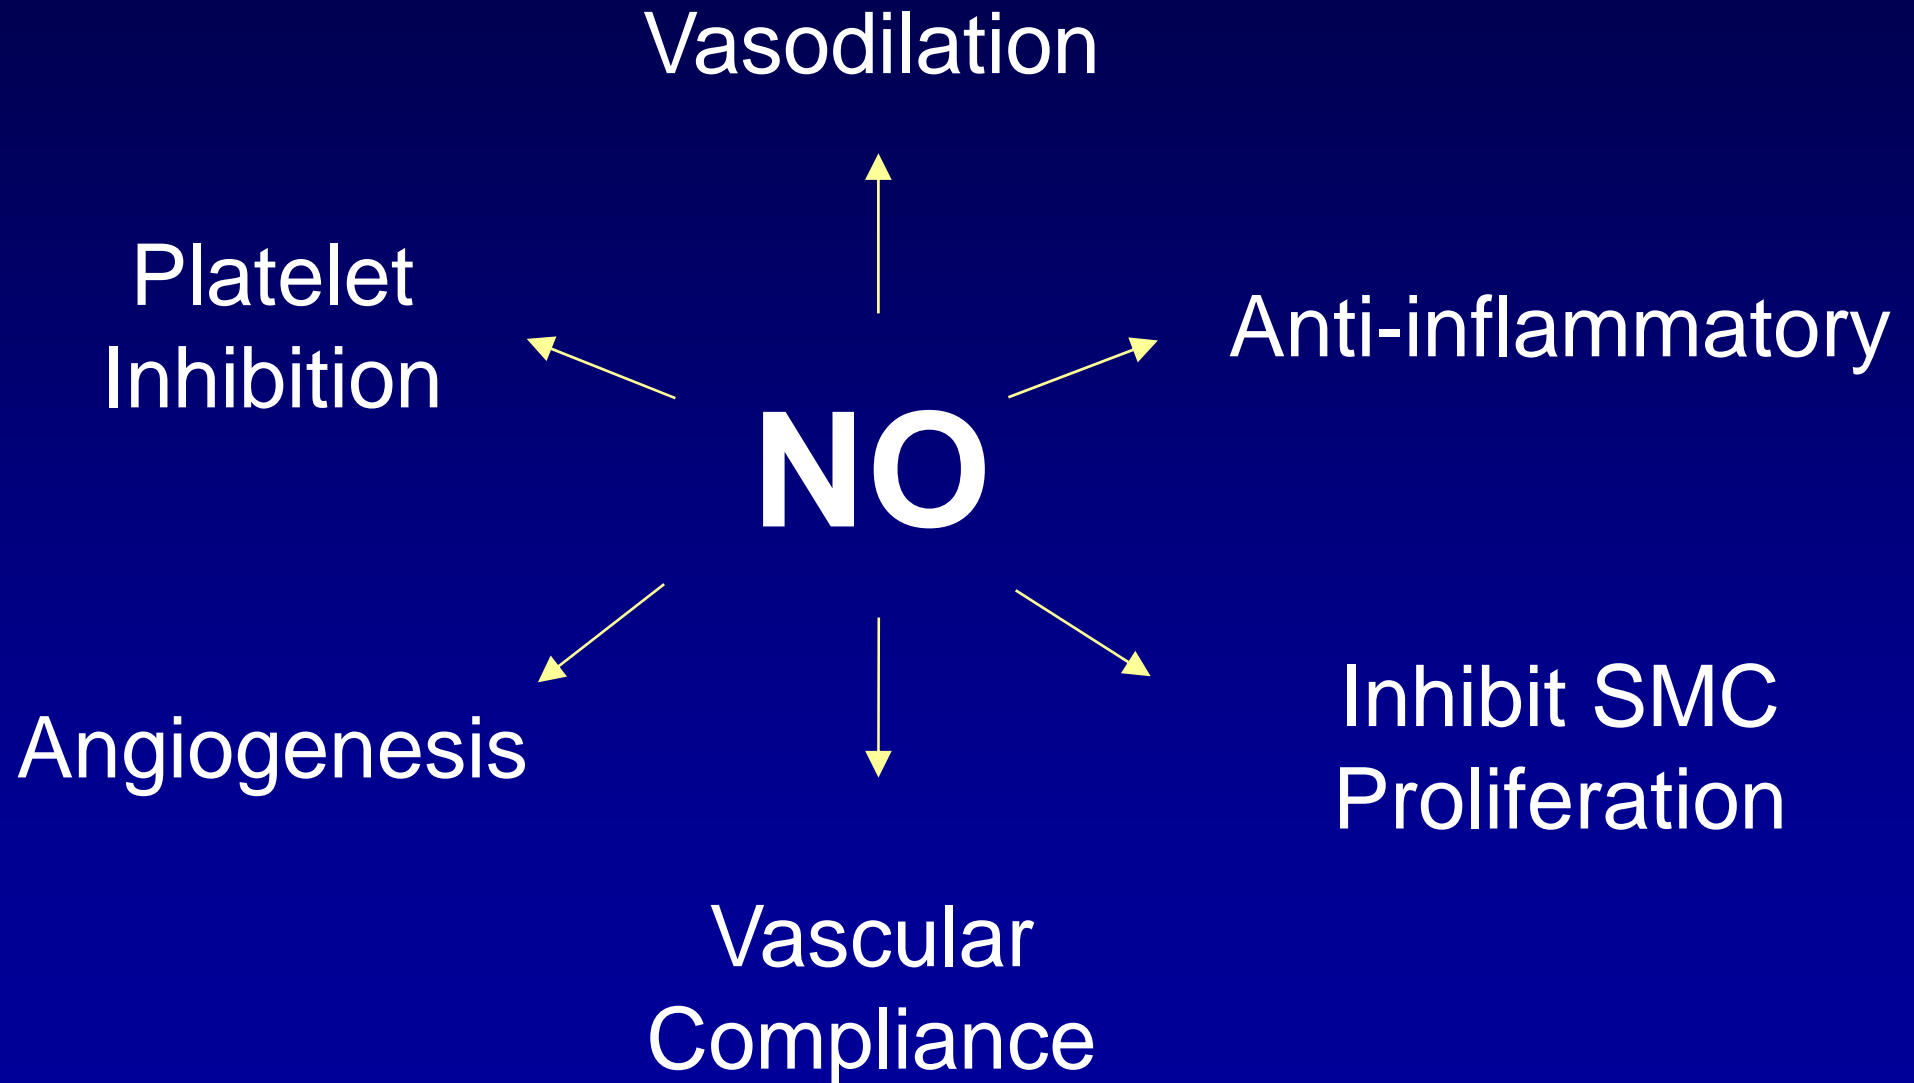 Vasodilation
Platelet
Inhibition
Anti-inflammatory
NO
Angiogenesis
Inhibit SMC
Proliferation
Vascular
Compliance